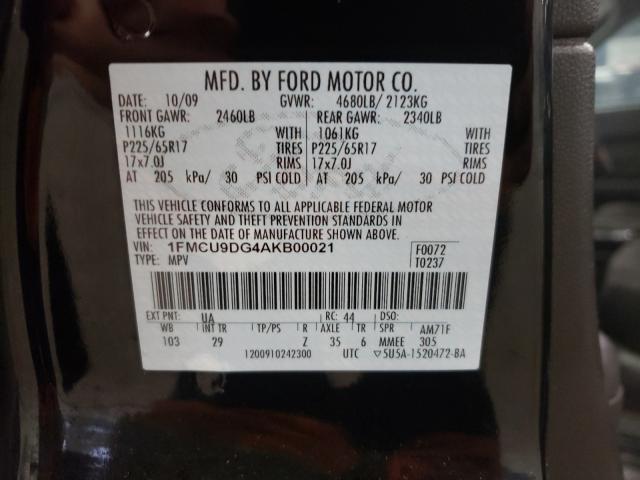 MFD. BY FORD MOTOR CO.
DATE: 10/09 GVWR: 4680LB/ 2123KG
FRONT GAWR: 2460LB REAR GAWR: 2340LB
1116KG WITH 1061KG WITH
P225/65R17 TIRES P225/65R17 TIRES
17x7.0J RIMS 17x7.0J RIMS
AT 205 kPa/ 30 PSI COLD AT 205 kPa/ 30 PSI COLD
THIS VEHICLE CONFORMS TO ALL APPLICABLE FEDERAL MOTOR
VEHICLE SAFETY AND THEFT PREVENTION STANDARDS IN
EFFECT ON THE DATE OF MANUFACTURE SHOWN ABOVE.
VIN: 1FMCU9DG4AKB00021 F0072
TYPE: MPV T0237
EXT PNT: UA RC: 44 DSO:
WB INT TR TP/PS R AXLE TR SPR AM71F
103 29 Z 35 6 MMEE 305
1200910242300 UTC ▽5U5A-1520472-BA